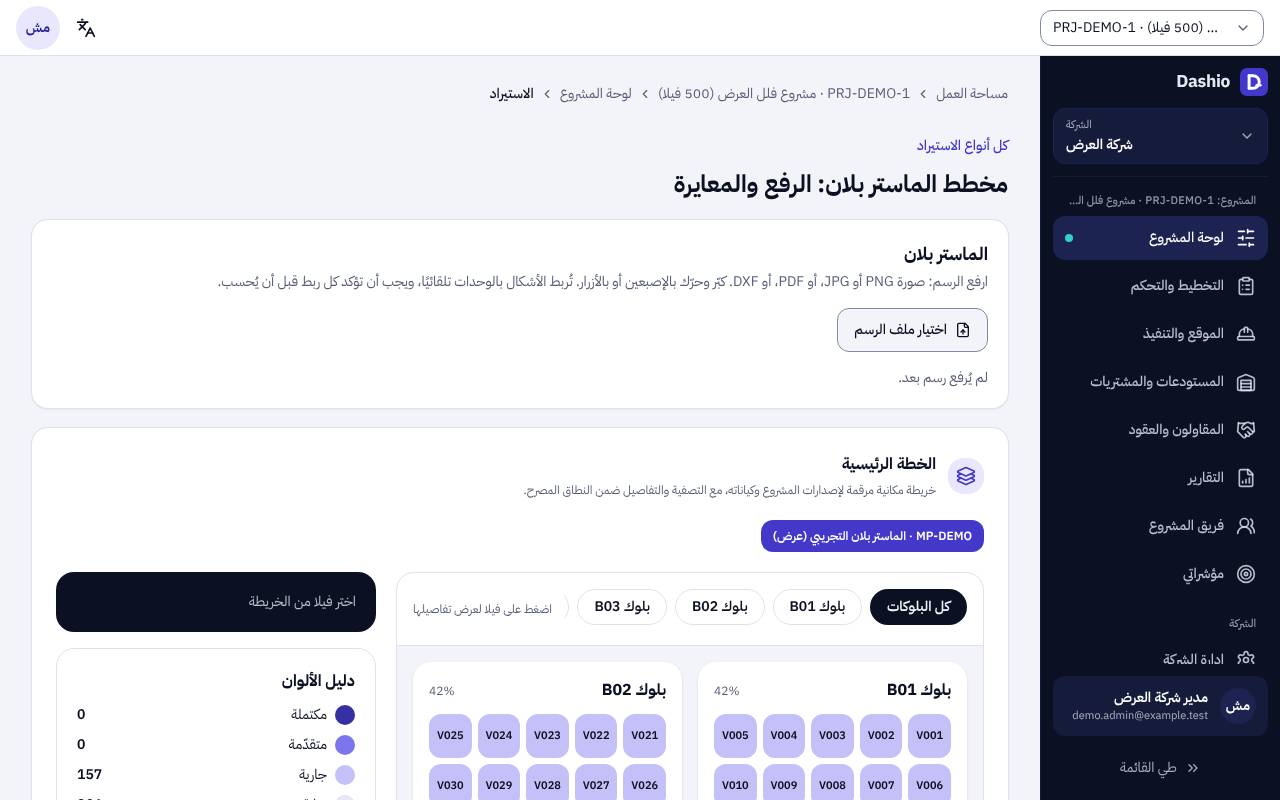 PRJ-DEMO-1 · (500 فيلا) ...
مش
Dashio
الشركة
شركة العرض
المشروع: PRJ-DEMO-1 · مشروع فلل الـ...
لوحة المشروع
التخطيط والتحكم
الموقع والتنفيذ
المستودعات والمشتريات
المقاولون والعقود
التقارير
فريق المشروع
مؤشراتي
الشركة
ادارة الشركة
مش
مدير شركة العرض
demo.admin@example.test
طي القائمة
مساحة العمل
PRJ-DEMO-1 · مشروع فلل العرض (500 فيلا)
لوحة المشروع
الاستيراد
كل أنواع الاستيراد
مخطط الماستر بلان: الرفع والمعايرة
الماستر بلان
ارفع الرسم: صورة PNG أو JPG، أو PDF، أو DXF. كبّر وحرّك بالإصبعين أو بالأزرار. تُربط الأشكال بالوحدات تلقائيًا، ويجب أن تؤكد كل ربط قبل أن يُحسب.
اختيار ملف الرسم
لم يُرفع رسم بعد.
الخطة الرئيسية
خريطة مكانية مرقمة لإصدارات المشروع وكياناته، مع التصفية والتفاصيل ضمن النطاق المصرح.
MP-DEMO · الماستر بلان التجريبي (عرض)
كل البلوكات
بلوك B01
بلوك B02
بلوك B03
اضغط على فيلا لعرض تفاصيلها
بلوك B01
42%
V001 V002 V003 V004 V005
V006 V007 V008 V009 V010
بلوك B02
42%
V021 V022 V023 V024 V025
V026 V027 V028 V029 V030
اختر فيلا من الخريطة
دليل الألوان
مكتملة 0
متقدّمة 0
جارية 157